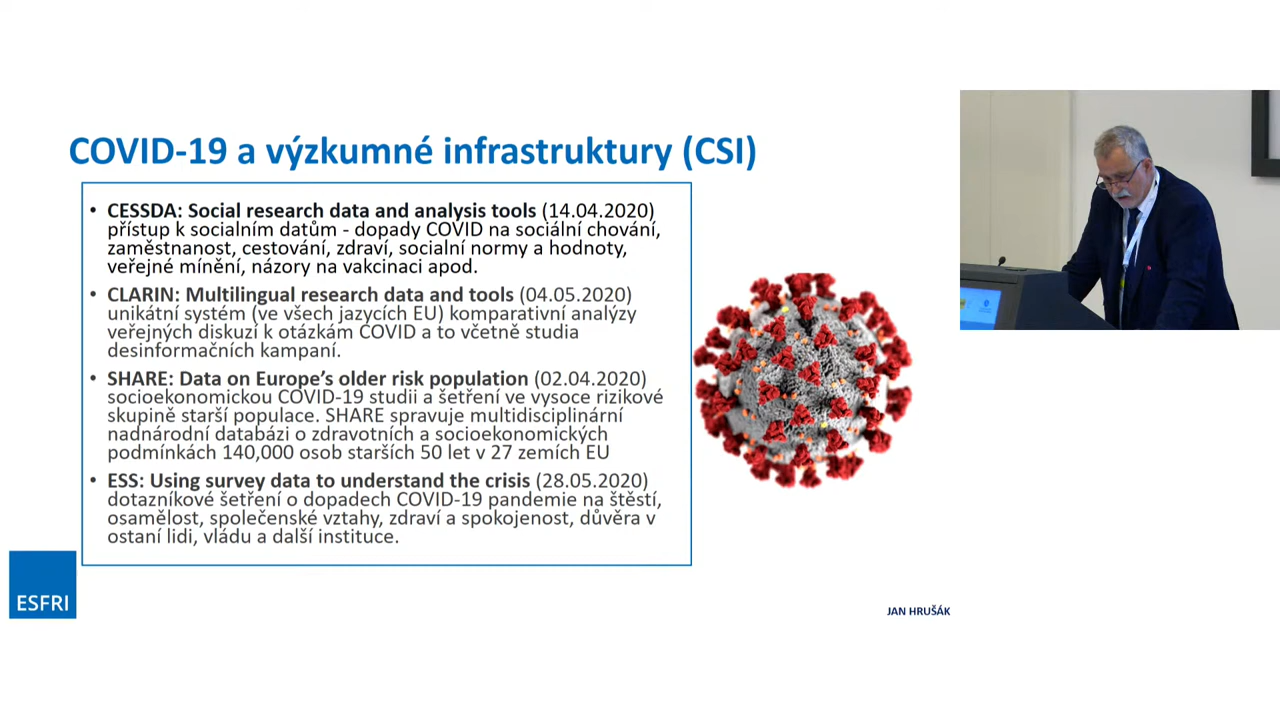 COVID-19 a výzkumné infrastruktury (CSI)
• CESSDA: Social research data and analysis tools (14.04.2020)
přístup k socialním datům - dopady COVID na sociální chování,
zaměstnanost, cestování, zdraví, socialní normy a hodnoty,
veřejné mínění, názory na vakcinaci apod.
• CLARIN: Multilingual research data and tools (04.05.2020)
unikátní systém (ve všech jazycích EU) komparativní analýzy
veřejných diskuzí k otázkám COVID a to včetně studia
desinformačních kampaní.
• SHARE: Data on Europe’s older risk population (02.04.2020)
socioekonomickou COVID-19 studii a šetření ve vysoce rizikové
skupině starší populace. SHARE spravuje multidisciplinární
nadnárodní databázi o zdravotních a socioekonomických
podmínkách 140,000 osob starších 50 let v 27 zemích EU
• ESS: Using survey data to understand the crisis (28.05.2020)
dotazníkové šetření o dopadech COVID-19 pandemie na štěstí,
osamělost, společenské vztahy, zdraví a spokojenost, důvěra v
ostaní lidi, vládu a další instituce.
ESFRI
JAN HRUŠÁK